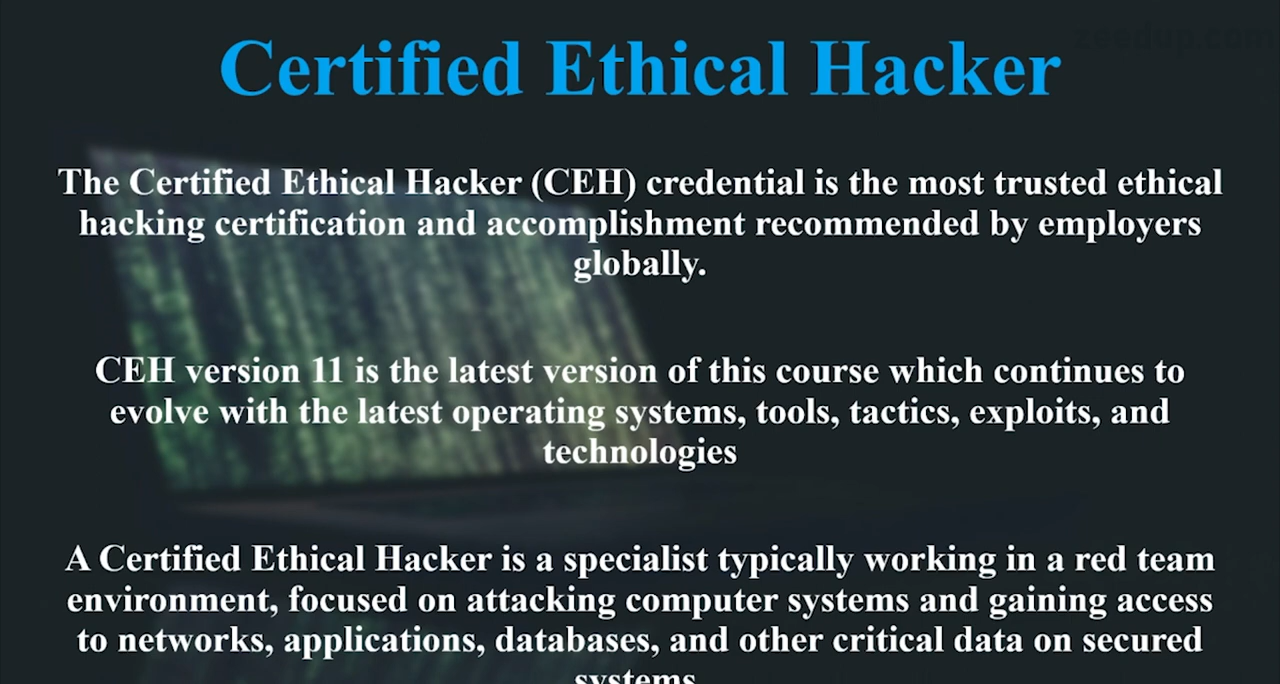 Certified Ethical Hacker
The Certified Ethical Hacker (CEH) credential is the most trusted ethical
hacking certification and accomplishment recommended by employers
globally.
CEH version 11 is the latest version of this course which continues to
evolve with the latest operating systems, tools, tactics, exploits, and
technologies
A Certified Ethical Hacker is a specialist typically working in a red team
environment, focused on attacking computer systems and gaining access
to networks, applications, databases, and other critical data on secured
systems